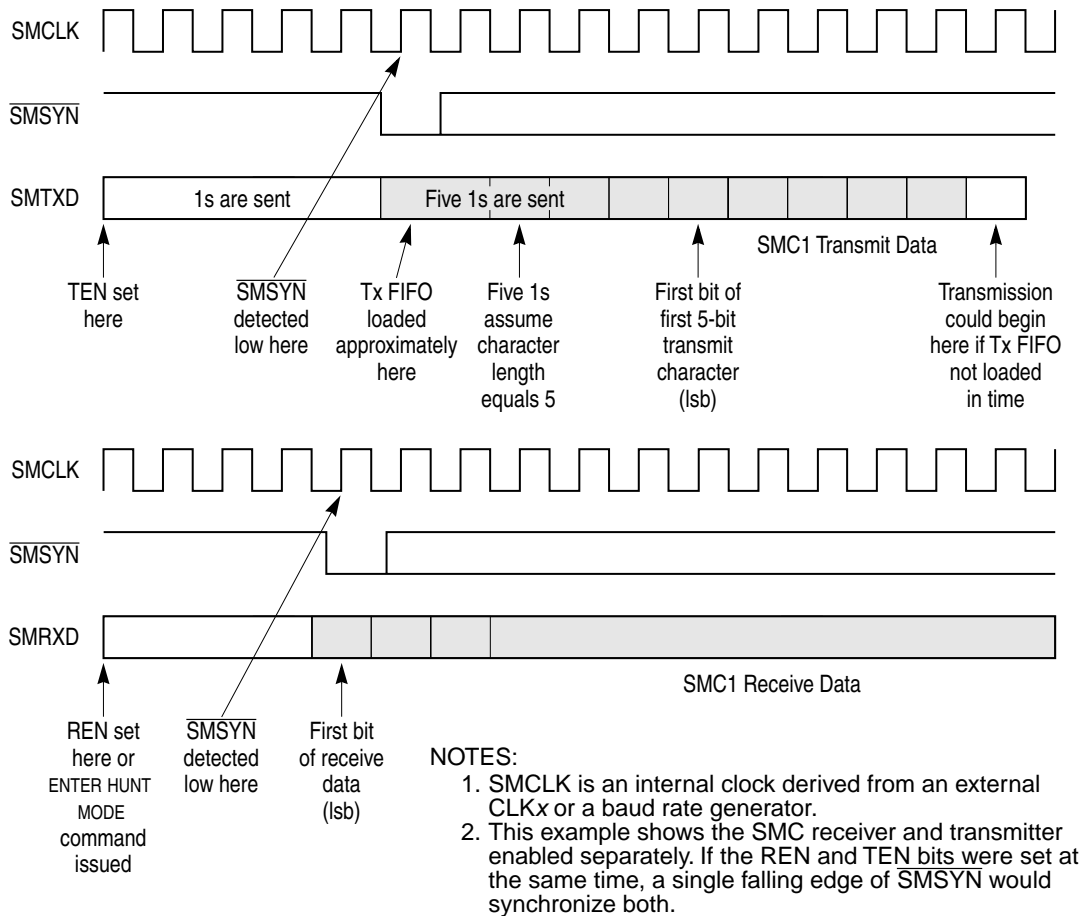 SMCLK
SMSYN
SMTXD
1s are sent
Five 1s are sent
SMC1 Transmit Data
TEN set
here
SMSYN
detected
low here
Tx FIFO
loaded
approximately
here
Five 1s
assume
character
length
equals 5
First bit of
first 5-bit
transmit
character
(lsb)
Transmission
could begin
here if Tx FIFO
not loaded
in time
SMCLK
SMSYN
SMRXD
SMC1 Receive Data
REN set
here or
ENTER HUNT
MODE
command
issued
SMSYN
detected
low here
First bit
of receive
data
(lsb)
NOTES:
1. SMCLK is an internal clock derived from an external
CLKx or a baud rate generator.
2. This example shows the SMC receiver and transmitter
enabled separately. If the REN and TEN bits were set at
the same time, a single falling edge of SMSYN would
synchronize both.